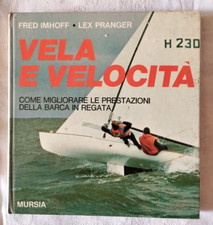 FRED IMHOFF • LEX PRANGER
VELA
E VELOCITÀ
H 230
COME MIGLIORARE LE PRESTAZIONI
DELLA BARCA IN REGATA
MURSIA